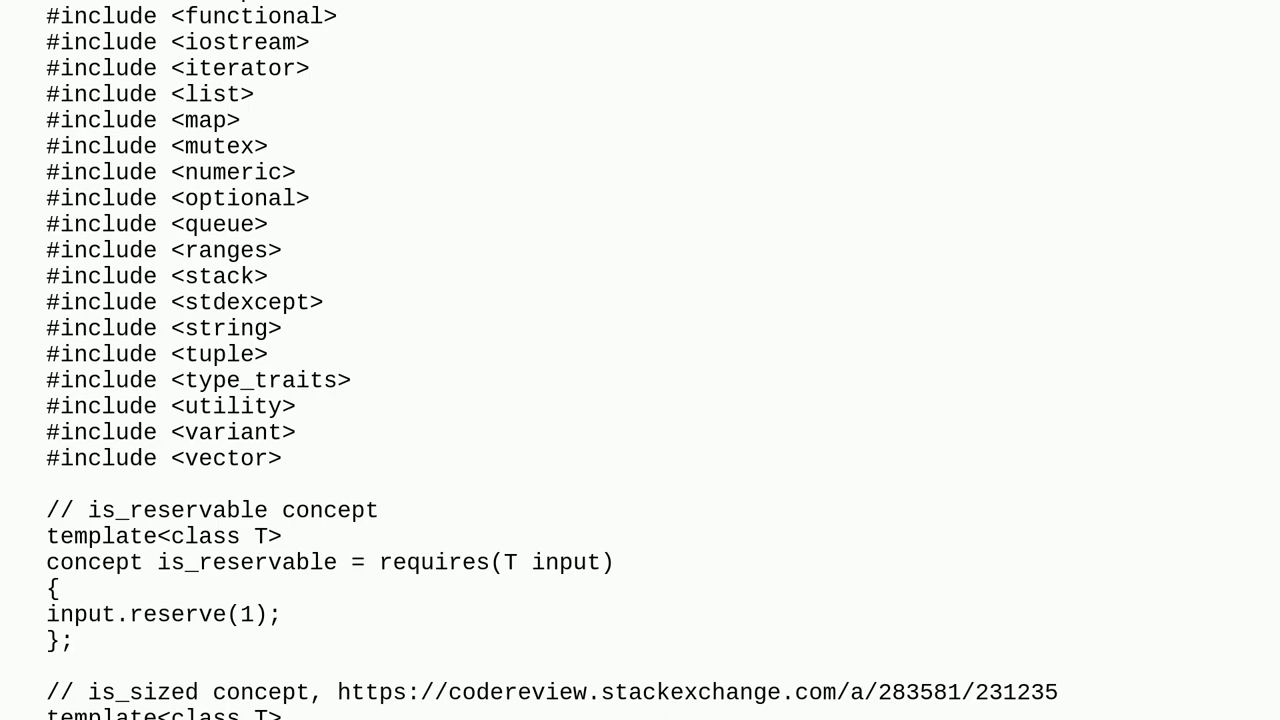 #include <functional>
#include <iostream>
#include <iterator>
#include <list>
#include <map>
#include <mutex>
#include <numeric>
#include <optional>
#include <queue>
#include <ranges>
#include <stack>
#include <stdexcept>
#include <string>
#include <tuple>
#include <type_traits>
#include <utility>
#include <variant>
#include <vector>
// is_reservable concept
template<class T>
concept is_reservable = requires(T input)
{
input.reserve(1);
};
// is_sized concept, https://codereview.stackexchange.com/a/283581/231235
template<class T>